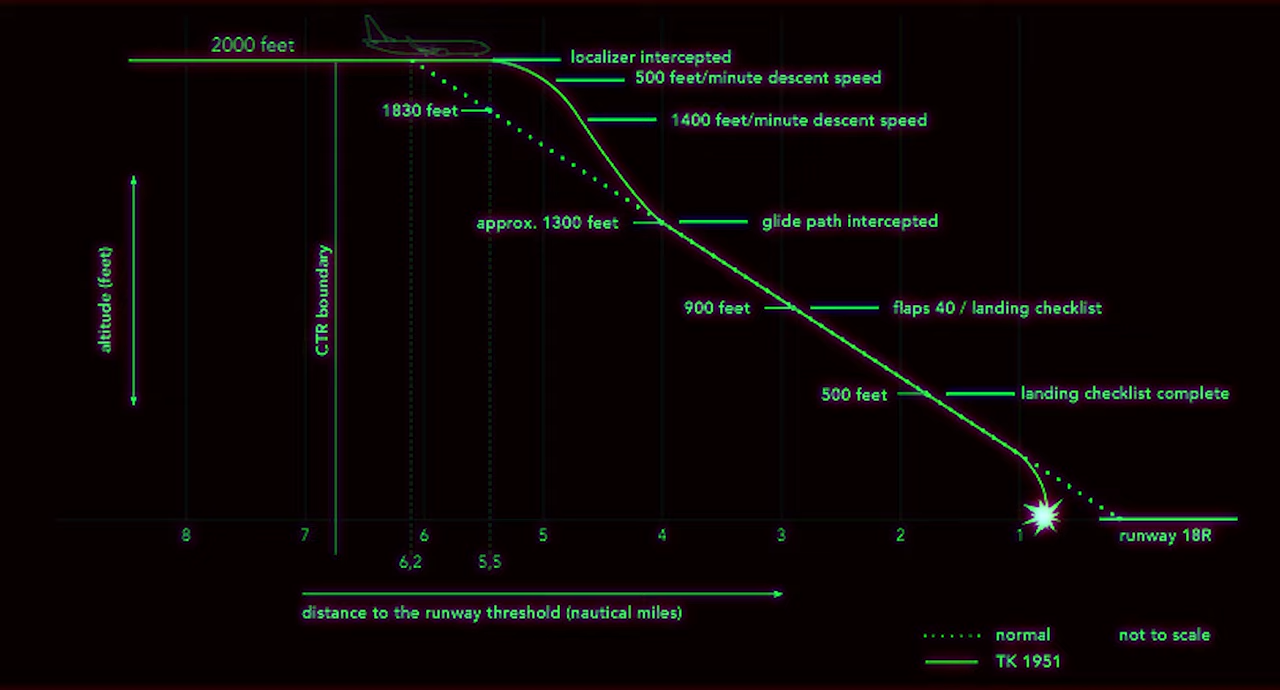 2000 feet
localizer intercepted
500 feet/minute descent speed
1830 feet
1400 feet/minute descent speed
approx. 1300 feet
glide path intercepted
altitude (feet)
CTR boundary
900 feet
flaps 40 / landing checklist
500 feet
landing checklist complete
8 7 6 5 4 3 2 1
runway 18R
6,2 5,5
distance to the runway threshold (nautical miles)
normal
not to scale
TK 1951